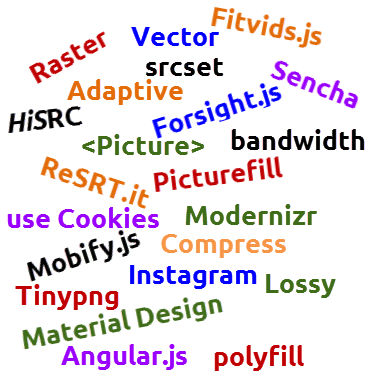 Fitvids.js
Raster
Vector
srcset
Sencha
Adaptive
HiSRC
Forsight.js
<Picture>
bandwidth
ReSRT.it
Picturefill
use Cookies
Modernizr
Mobify.js
Compress
Instagram
Lossy
Tinypng
Material Design
Angular.js
polyfill